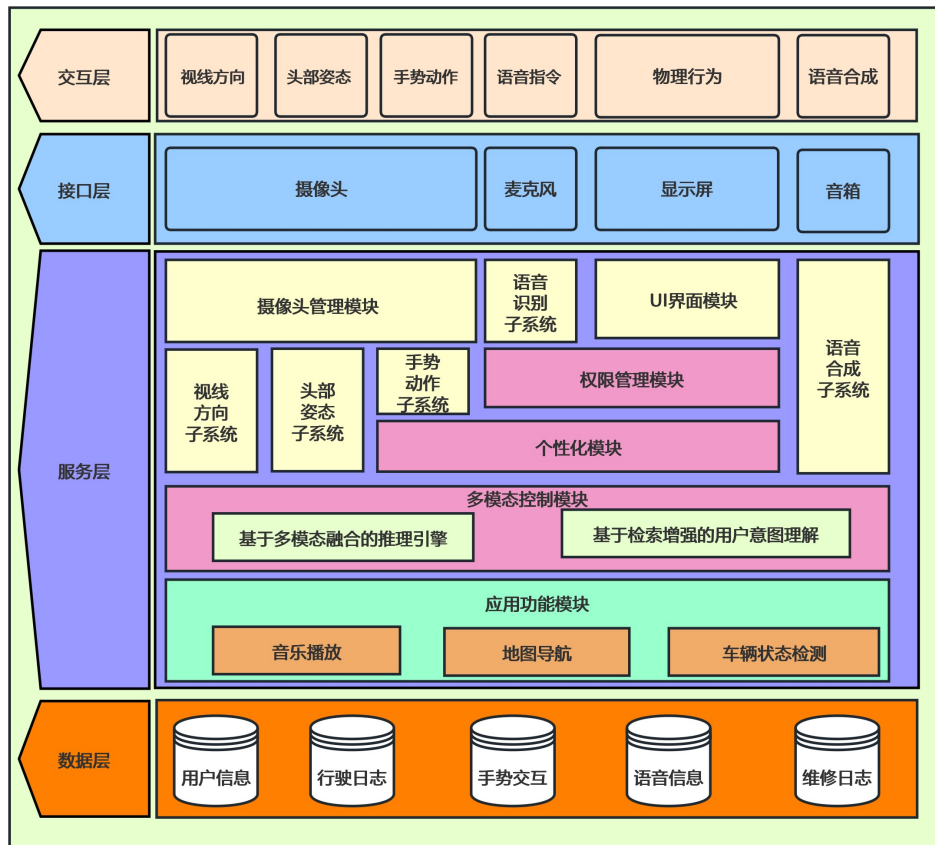 交互层
视线方向
头部姿态
手势动作
语音指令
物理行为
语音合成
接口层
摄像头
麦克风
显示屏
音箱
服务层
摄像头管理模块
语音
识别
子系统
UI界面模块
语音
合成
子系统
视线
方向
子系统
头部
姿态
子系统
手势
动作
子系统
权限管理模块
个性化模块
多模态控制模块
基于多模态融合的推理引擎
基于检索增强的用户意图理解
应用功能模块
音乐播放
地图导航
车辆状态检测
数据层
用户信息
行驶日志
手势交互
语音信息
维修日志